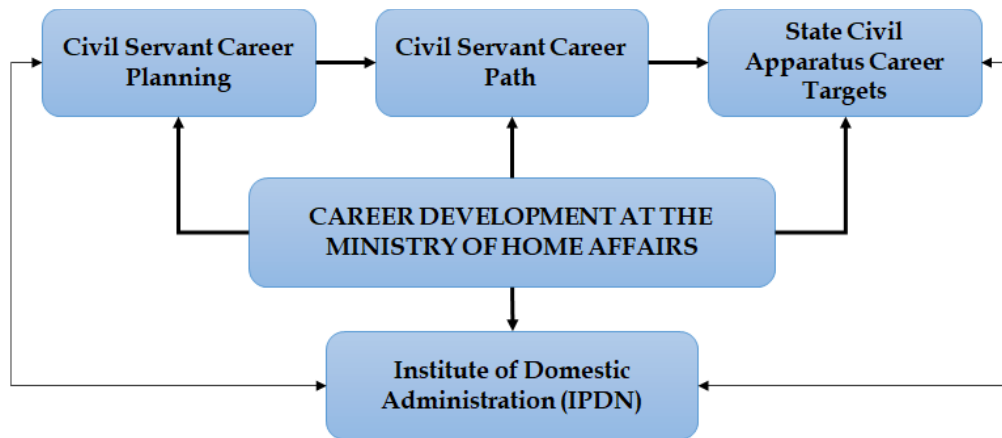 Civil Servant Career
Planning
Civil Servant Career
Path
State Civil
Apparatus Career
Targets
CAREER DEVELOPMENT AT THE
MINISTRY OF HOME AFFAIRS
Institute of Domestic
Administration (IPDN)